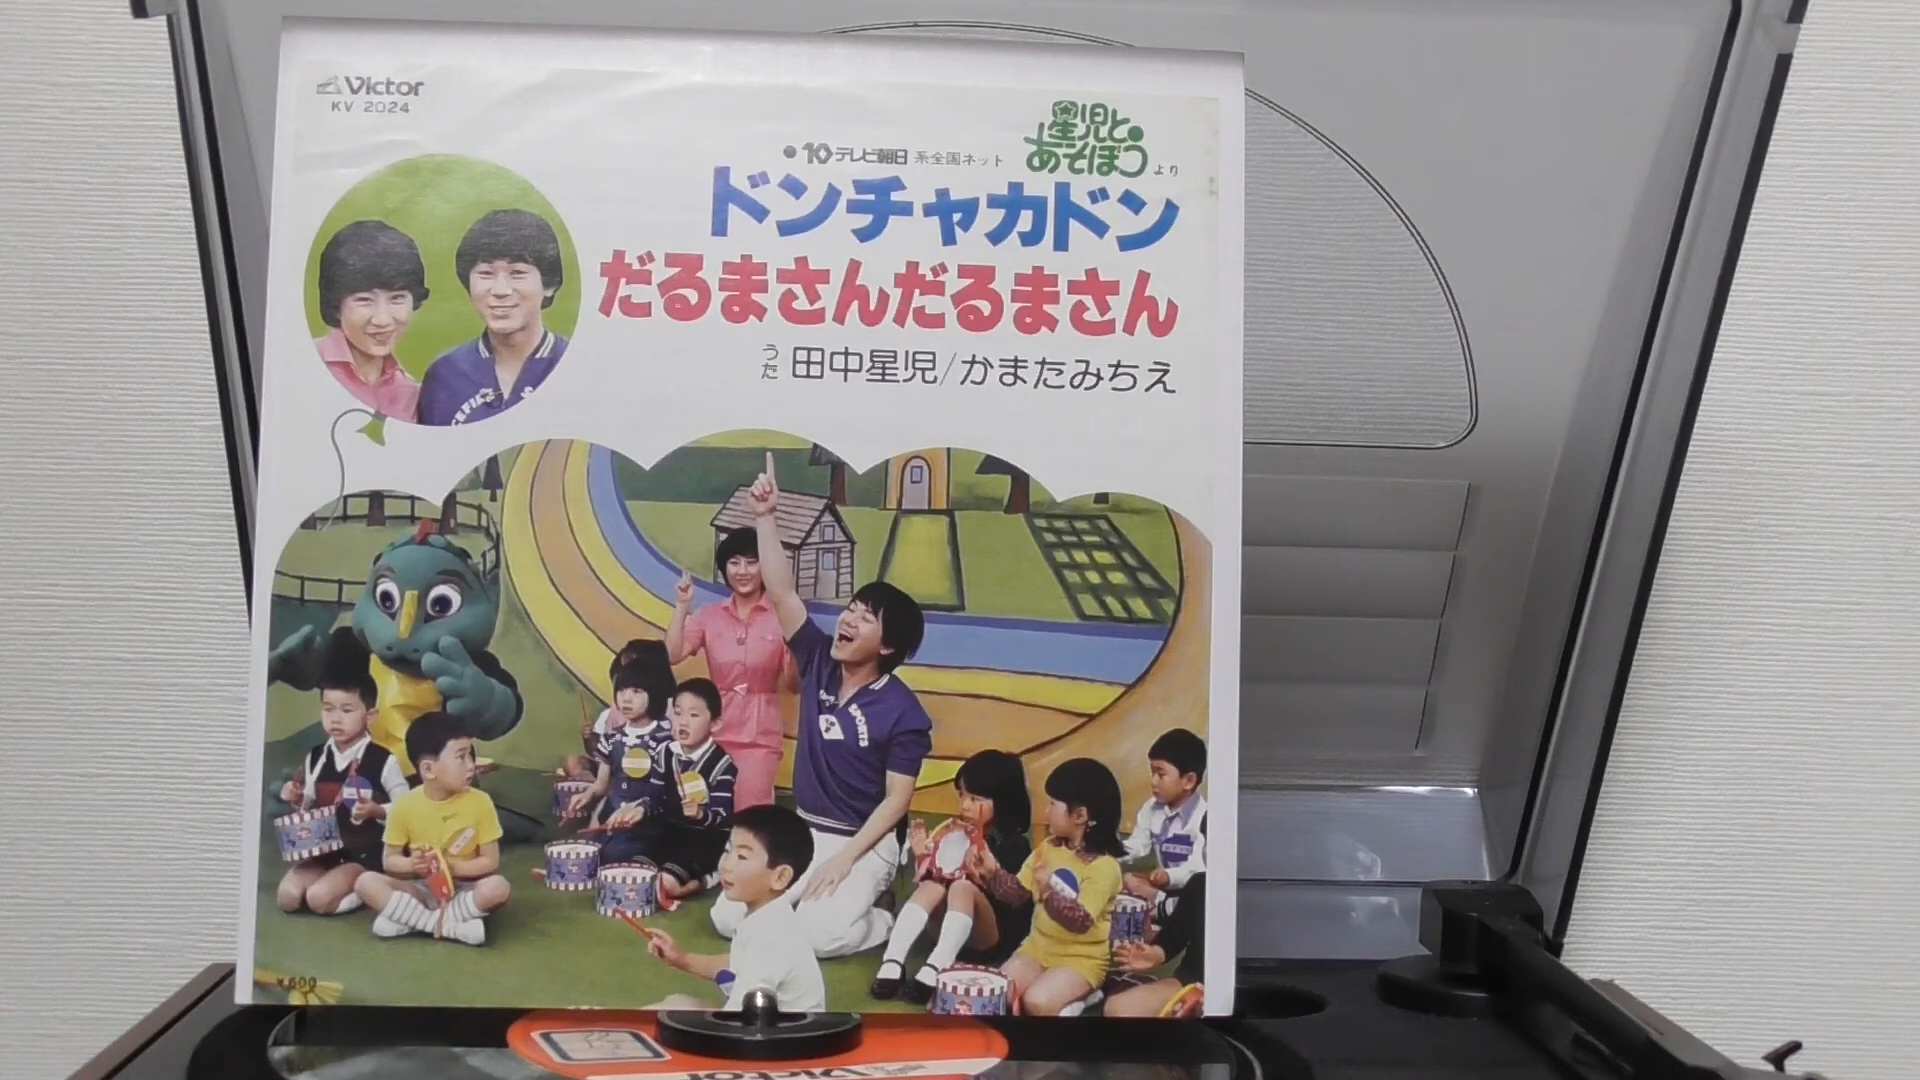 Victor
KV-2024
星児と
あそぼう より
10 テレビ朝日 系全国ネット
ドンチャカドン
だるまさんだるまさん
うた 田中星児/かまたみちえ
SPORTS
¥600
Victor